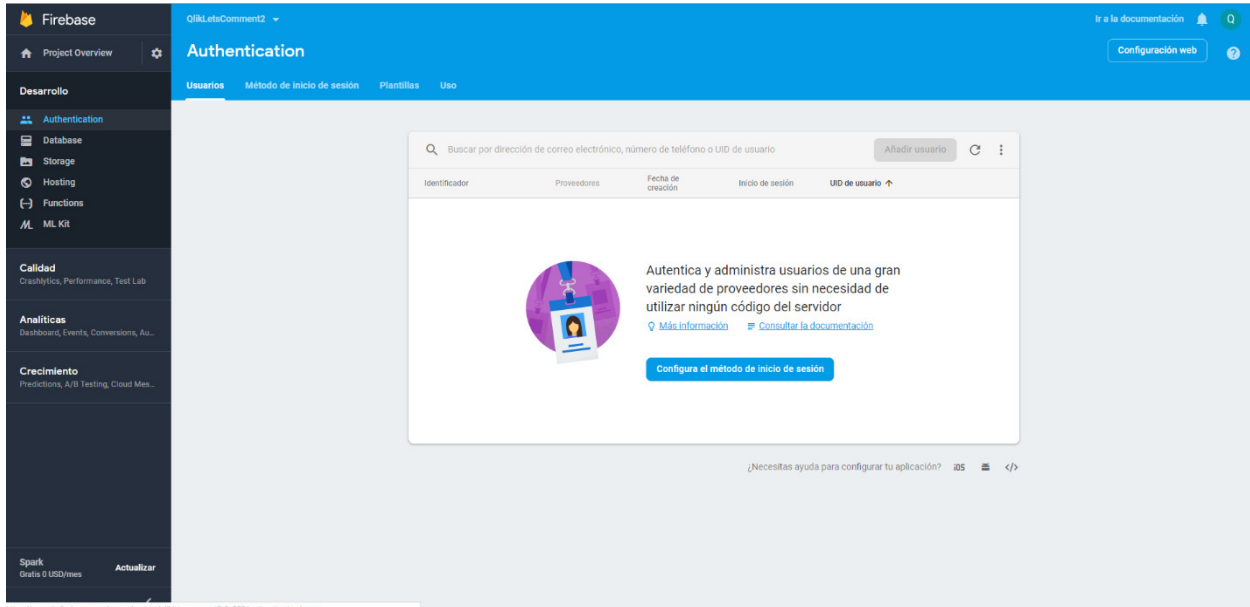 Firebase
QlikLetsComment2
Ir a la documentación
Q
Project Overview
Authentication
Configuración web
?
Desarrollo
Usuarios Método de inicio de sesión Plantillas Uso
Authentication
Database
Storage
Hosting
Functions
ML Kit
Calidad
Crashlytics, Performance, Test Lab
Analíticas
Dashboard, Events, Conversions, Au...
Crecimiento
Predictions, A/B Testing, Cloud Mes...
Spark
Gratis 0 USD/mes
Actualizar
Buscar por dirección de correo electrónico, número de teléfono o UID de usuario
Añadir usuario
Identificador Proveedores Fecha de creación Inicio de sesión UID de usuario
Autentica y administra usuarios de una gran
variedad de proveedores sin necesidad de
utilizar ningún código del servidor
Más información Consultar la documentación
Configura el método de inicio de sesión
¿Necesitas ayuda para configurar tu aplicación? iOS </>